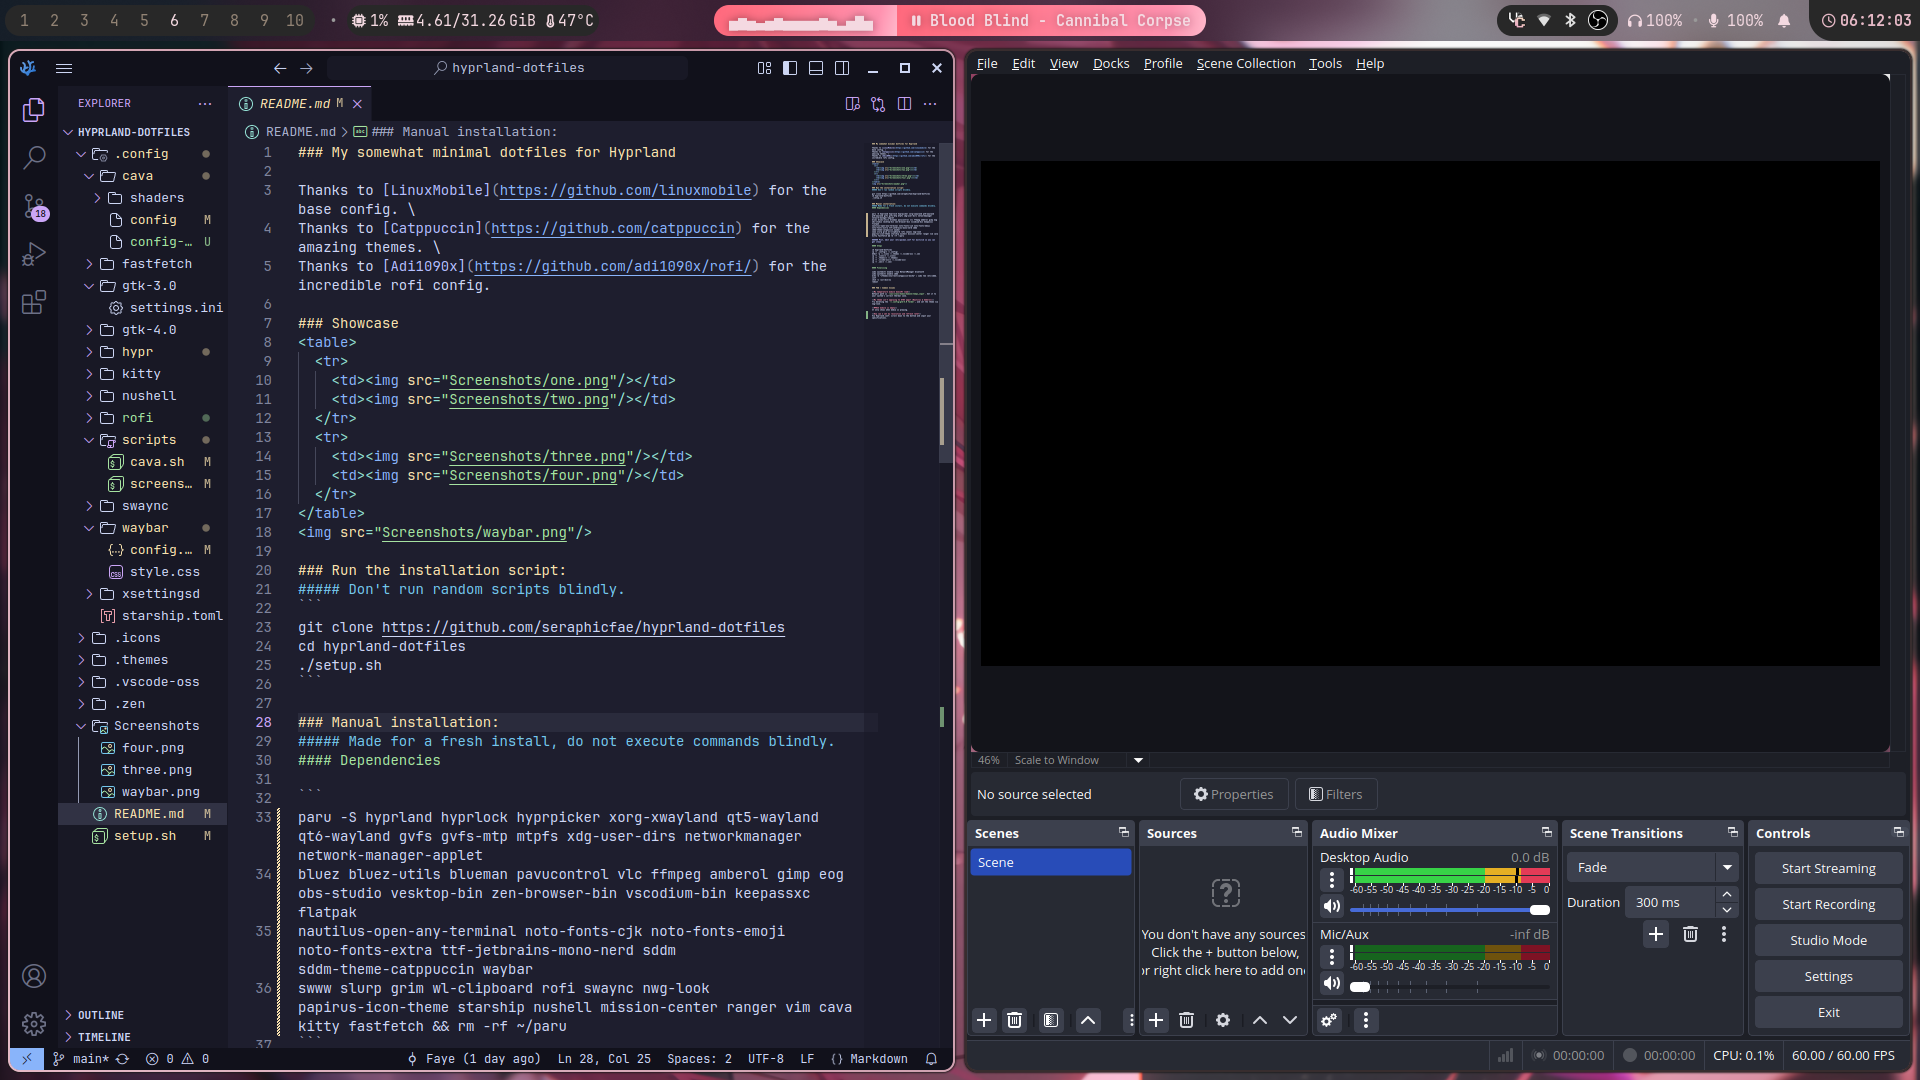 1 2 3 4 5 6 7 8 9 10 • 1% 4.61/31.26 GiB 47°C
Blood Blind - Cannibal Corpse
100% • 100% 06:12:03
hyprland-dotfiles
EXPLORER
HYPRLAND-DOTFILES
.config
cava
shaders
config M
config-… U
fastfetch
gtk-3.0
settings.ini
gtk-4.0
hypr
kitty
nushell
rofi
scripts
cava.sh M
screens… M
swaync
waybar
config.… M
style.css
xsettingsd
starship.toml
.icons
.themes
.vscode-oss
.zen
Screenshots
four.png
three.png
waybar.png
README.md M
setup.sh M
OUTLINE
TIMELINE
18
README.md M
README.md > ### Manual installation:
1 ### My somewhat minimal dotfiles for Hyprland
2
3 Thanks to [LinuxMobile](https://github.com/linuxmobile) for the
base config. \
4 Thanks to [Catppuccin](https://github.com/catppuccin) for the
amazing themes. \
5 Thanks to [Adi1090x](https://github.com/adi1090x/rofi/) for the
incredible rofi config.
6
7 ### Showcase
8 <table>
9 <tr>
10 <td><img src="Screenshots/one.png"/></td>
11 <td><img src="Screenshots/two.png"/></td>
12 </tr>
13 <tr>
14 <td><img src="Screenshots/three.png"/></td>
15 <td><img src="Screenshots/four.png"/></td>
16 </tr>
17 </table>
18 <img src="Screenshots/waybar.png"/>
19
20 ### Run the installation script:
21 ##### Don't run random scripts blindly.
22 ```
23 git clone https://github.com/seraphicfae/hyprland-dotfiles
24 cd hyprland-dotfiles
25 ./setup.sh
26 ```
27
28 ### Manual installation:
29 ##### Made for a fresh install, do not execute commands blindly.
30 #### Dependencies
31
32 ```
33 paru -S hyprland hyprlock hyprpicker xorg-xwayland qt5-wayland
qt6-wayland gvfs gvfs-mtp mtpfs xdg-user-dirs networkmanager
network-manager-applet
34 bluez bluez-utils blueman pavucontrol vlc ffmpeg amberol gimp eog
obs-studio vesktop-bin zen-browser-bin vscodium-bin keepassxc
flatpak
35 nautilus-open-any-terminal noto-fonts-cjk noto-fonts-emoji
noto-fonts-extra ttf-jetbrains-mono-nerd sddm
sddm-theme-catppuccin waybar
36 swww slurp grim wl-clipboard rofi swaync nwg-look
papirus-icon-theme starship nushell mission-center ranger vim cava
kitty fastfetch && rm -rf ~/paru
37 ```
main* 0 0 Faye (1 day ago) Ln 28, Col 25 Spaces: 2 UTF-8 LF {} Markdown
File Edit View Docks Profile Scene Collection Tools Help
46% Scale to Window
No source selected Properties Filters
Scenes
Scene
Sources
You don't have any sources
Click the + button below,
or right click here to add one
Audio Mixer
Desktop Audio 0.0 dB
-60 -55 -50 -45 -40 -35 -30 -25 -20 -15 -10 -5 0
Mic/Aux -inf dB
-60 -55 -50 -45 -40 -35 -30 -25 -20 -15 -10 -5 0
Scene Transitions
Fade
Duration 300 ms
Controls
Start Streaming
Start Recording
Studio Mode
Settings
Exit
00:00:00 00:00:00 CPU: 0.1% 60.00 / 60.00 FPS